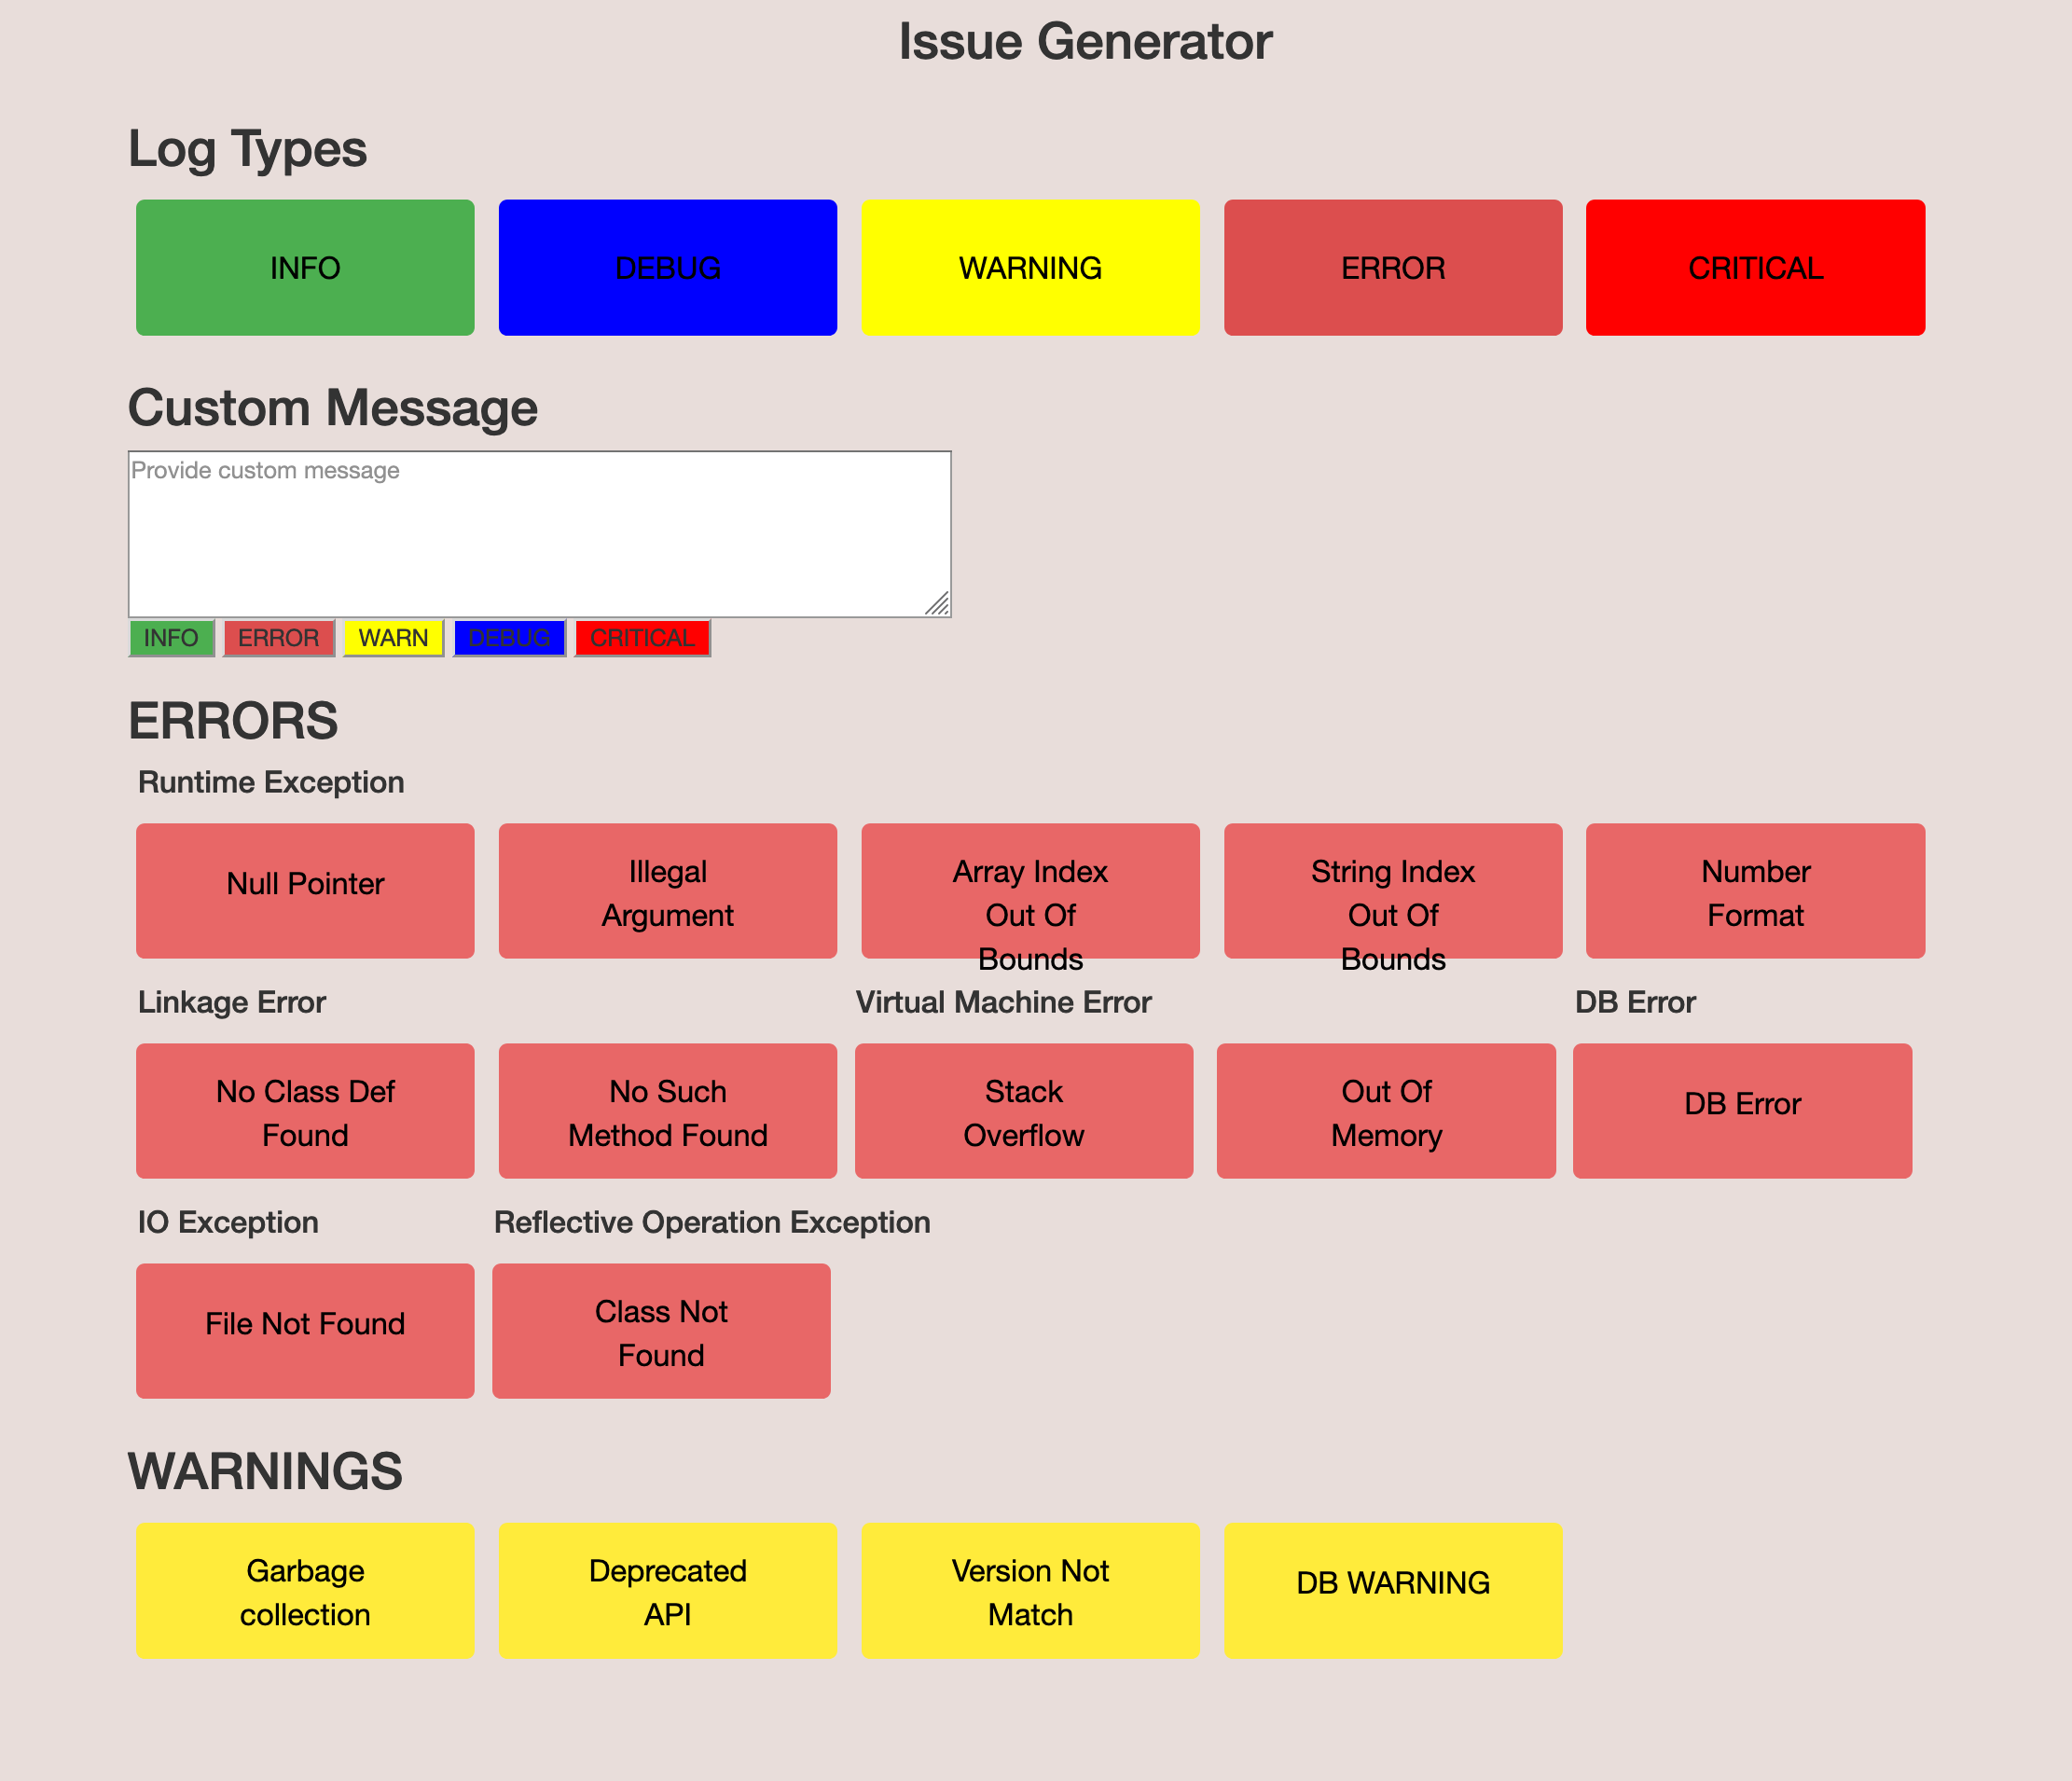 Issue Generator
Log Types
INFO
DEBUG
WARNING
ERROR
CRITICAL
Custom Message
Provide custom message
INFO
ERROR
WARN
DEBUG
CRITICAL
ERRORS
Runtime Exception
Null Pointer
Illegal
Argument
Array Index
Out Of
Bounds
String Index
Out Of
Bounds
Number
Format
Linkage Error
No Class Def
Found
No Such
Method Found
Virtual Machine Error
Stack
Overflow
Out Of
Memory
DB Error
DB Error
IO Exception
File Not Found
Reflective Operation Exception
Class Not
Found
WARNINGS
Garbage
collection
Deprecated
API
Version Not
Match
DB WARNING